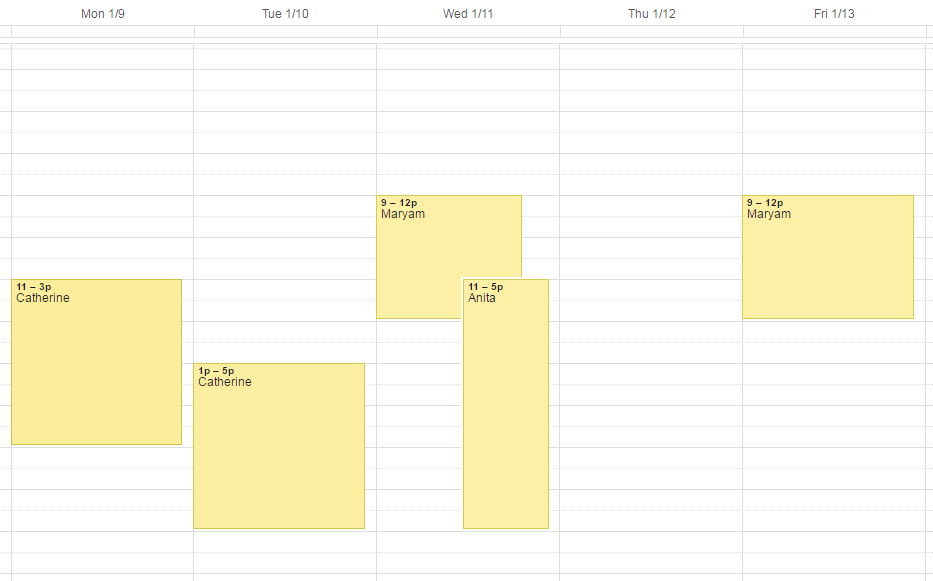 Mon 1/9
Tue 1/10
Wed 1/11
Thu 1/12
Fri 1/13
9 – 12p
Maryam
9 – 12p
Maryam
11 – 3p
Catherine
11 – 5p
Anita
1p – 5p
Catherine